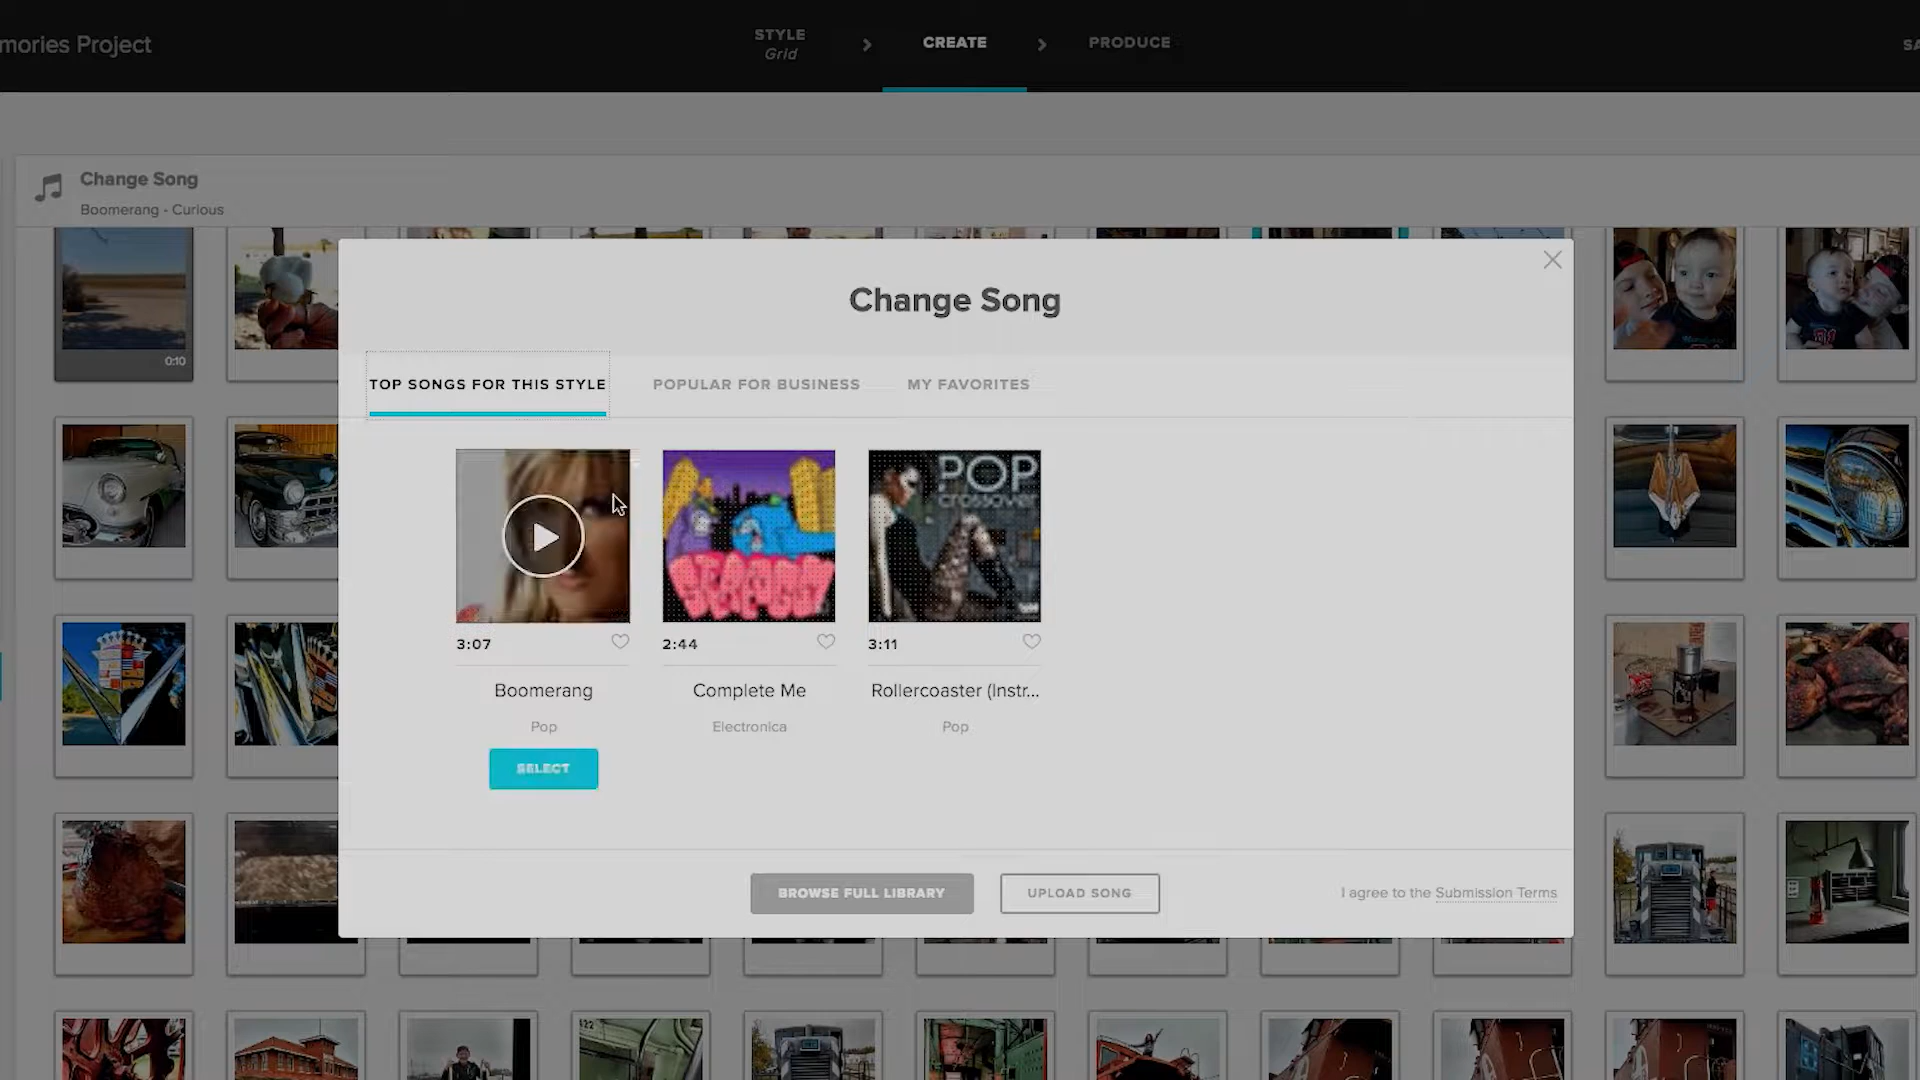 mories Project
STYLE
Grid
CREATE
PRODUCE
SA
Change Song
Boomerang - Curious
0:10
Change Song
TOP SONGS FOR THIS STYLE
POPULAR FOR BUSINESS
MY FAVORITES
POP
crossover
3:07
2:44
3:11
Boomerang
Complete Me
Rollercoaster (Instr...
Pop
Electronica
Pop
SELECT
BROWSE FULL LIBRARY
UPLOAD SONG
I agree to the Submission Terms